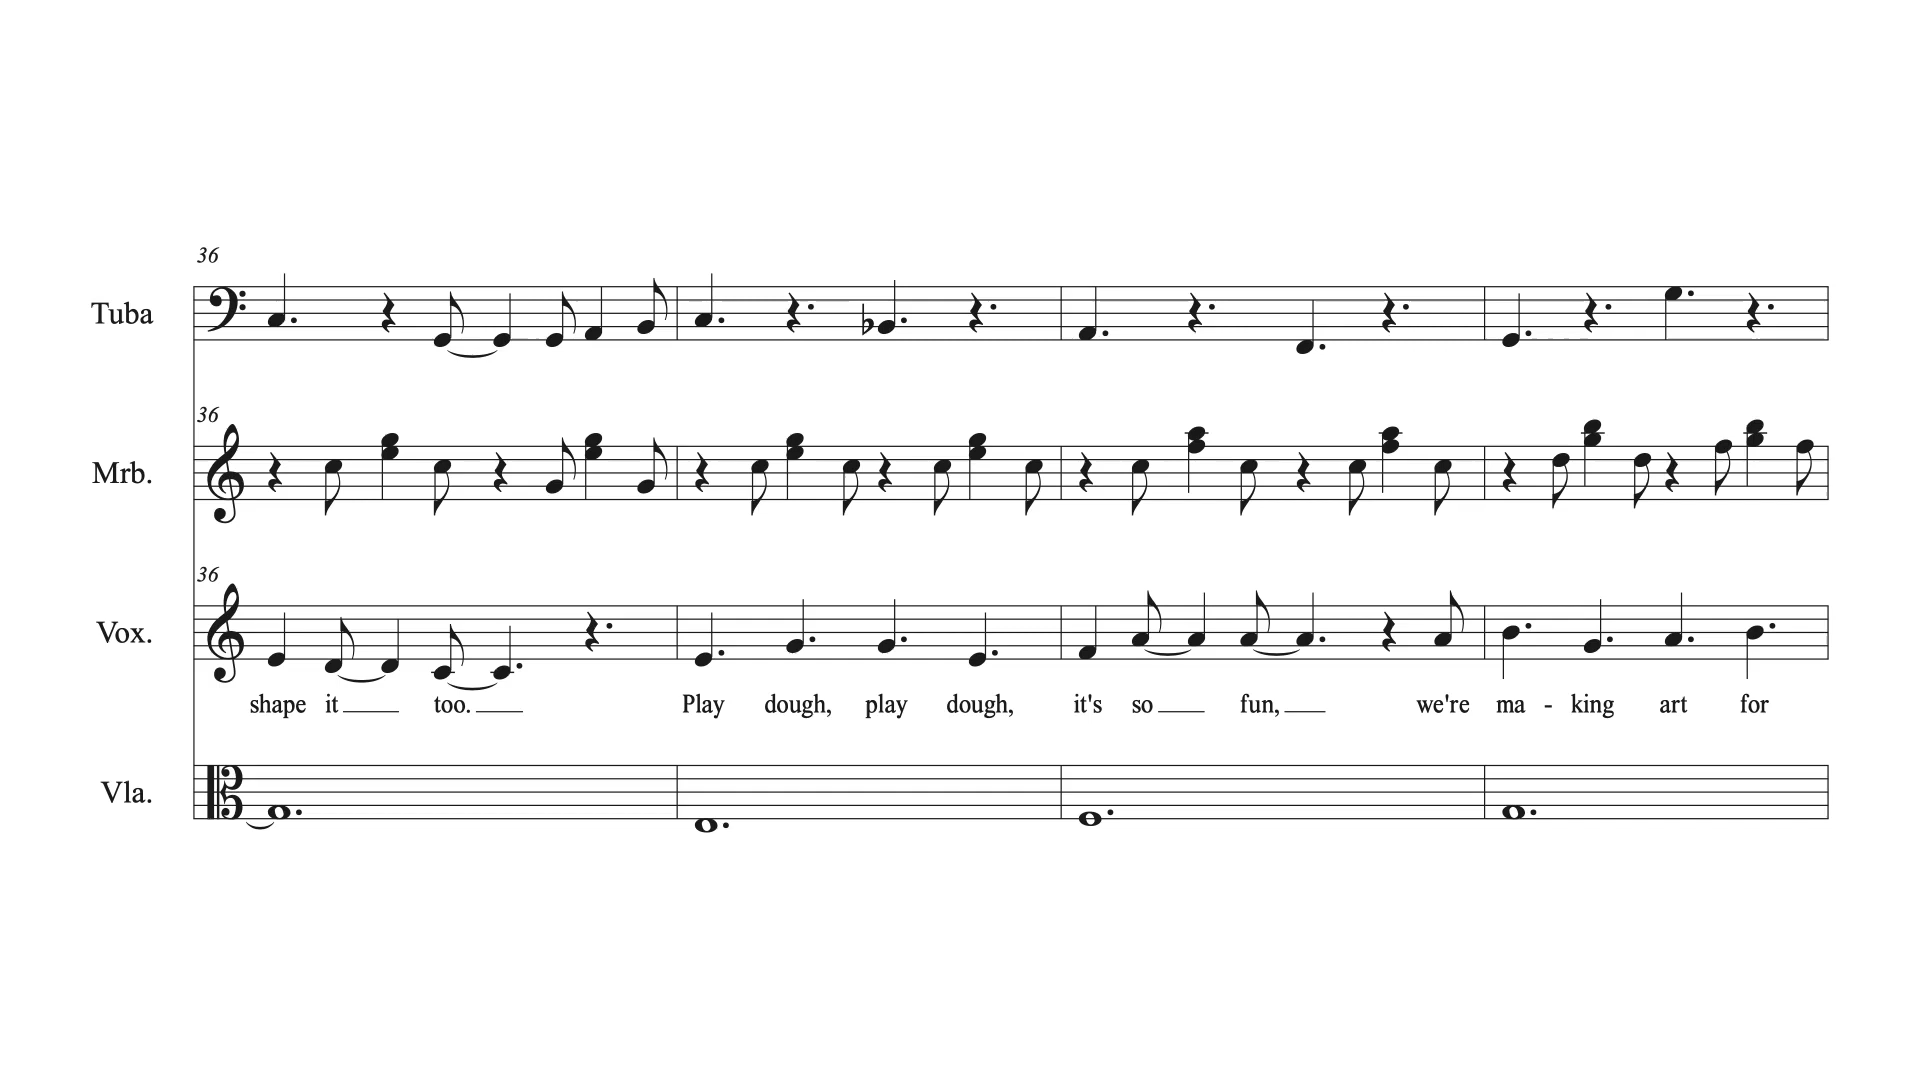 36
Tuba
36
Mrb.
36
Vox.
shape it too. Play dough, play dough, it's so fun, we're ma - king art for
Vla.